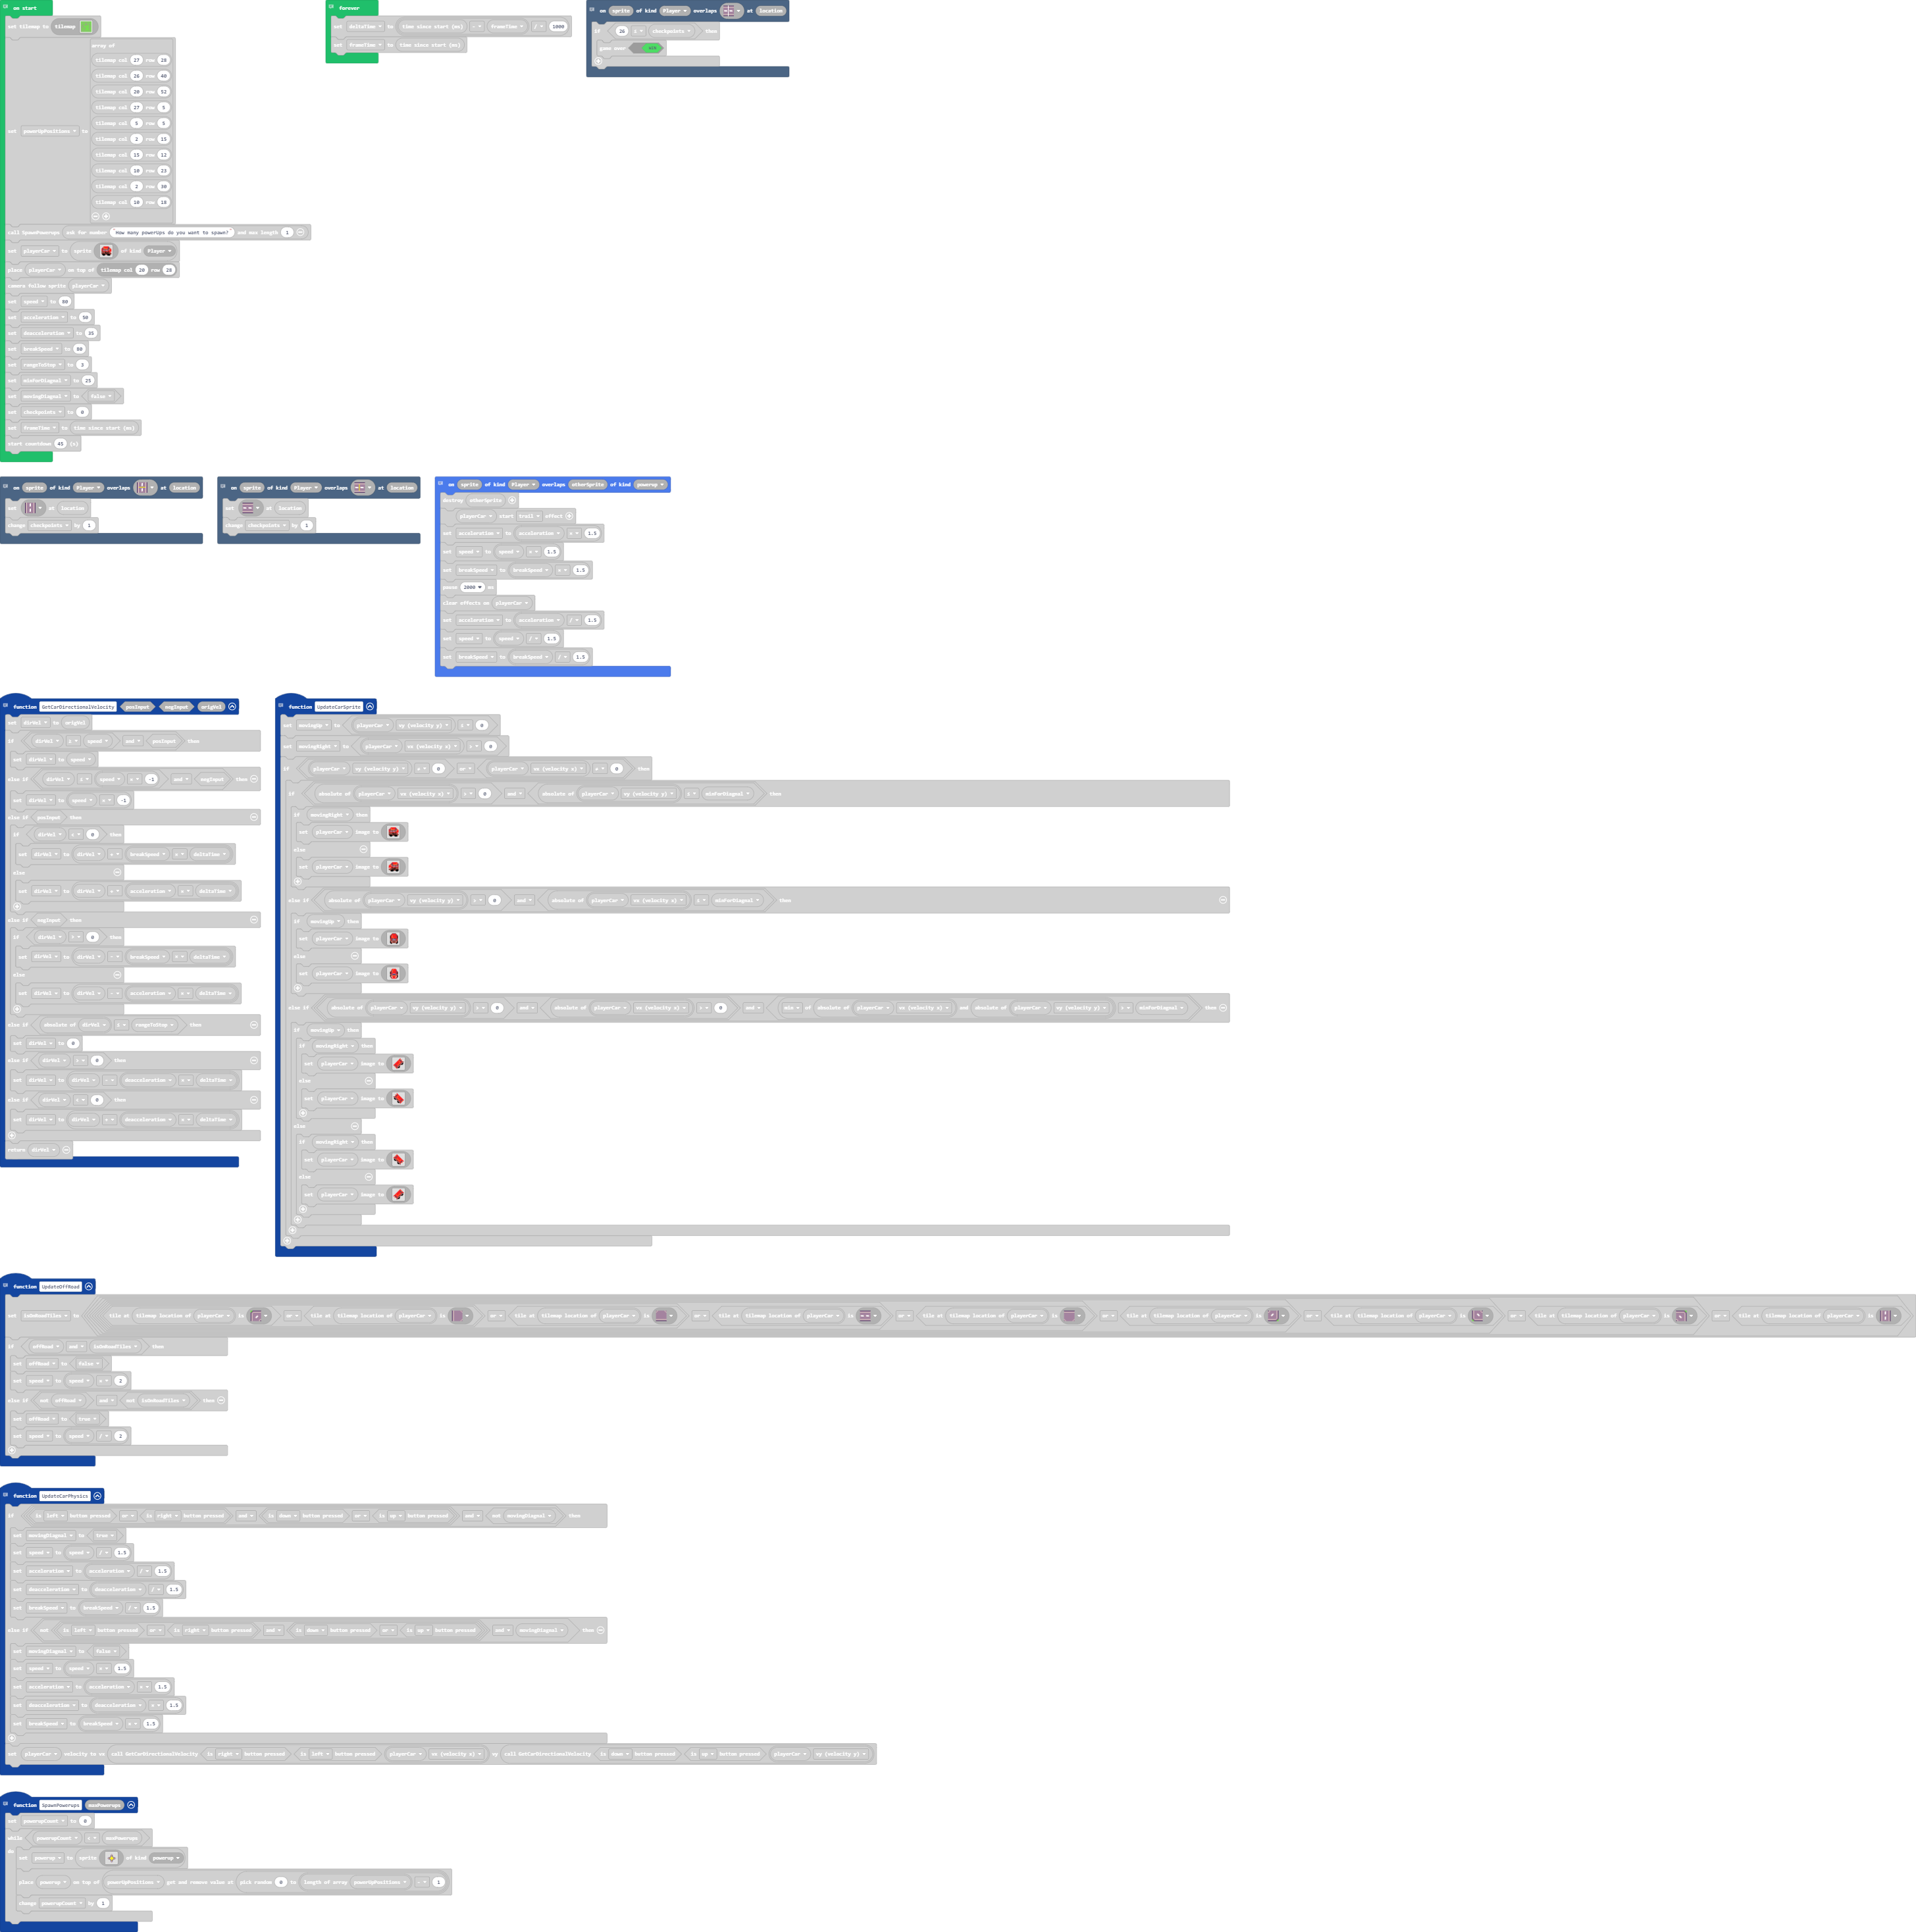 on start
set tilemap to tilemap
array of
tilemap col 27 row 28
tilemap col 26 row 40
tilemap col 20 row 52
tilemap col 27 row 5
tilemap col 5 row 5
tilemap col 2 row 15
tilemap col 15 row 12
tilemap col 10 row 23
tilemap col 2 row 30
tilemap col 10 row 18
set powerUpPositions to
call SpawnPowerups ask for number "How many powerUps do you want to spawn?" and max length 1
set playerCar to sprite of kind Player
place playerCar on top of tilemap col 20 row 28
camera follow sprite playerCar
set speed to 80
set acceleration to 50
set deacceleration to 35
set breakSpeed to 60
set rangeToStop to 2
set minForDiagnol to 25
set movingDiagnol to false
set checkpoints to 0
set frameTime to time since start (ms)
start countdown 45 (s)
forever
set deltaTime to time since start (ms) - frameTime / 1000
set frameTime to time since start (ms)
on sprite of kind Player overlaps at location
if 26 ≤ checkpoints then
game over WIN
on sprite of kind Player overlaps at location
set at location
change checkpoints by 1
on sprite of kind Player overlaps at location
set at location
change checkpoints by 1
on sprite of kind Player overlaps otherSprite of kind powerup
destroy otherSprite
playerCar start trail effect
set acceleration to acceleration × 1.5
set speed to speed × 1.5
set breakSpeed to breakSpeed × 1.5
pause 2000 ms
clear effects on playerCar
set acceleration to acceleration / 1.5
set speed to speed / 1.5
set breakSpeed to breakSpeed / 1.5
function GetCarDirectionalVelocity posInput negInput origVel
set dirVel to origVel
if dirVel ≥ speed and posInput then
set dirVel to speed
else if dirVel ≤ speed × -1 and negInput then
set dirVel to speed × -1
else if posInput then
if dirVel < 0 then
set dirVel to dirVel + breakSpeed × deltaTime
else
set dirVel to dirVel + acceleration × deltaTime
else if negInput then
if dirVel > 0 then
set dirVel to dirVel - breakSpeed × deltaTime
else
set dirVel to dirVel - acceleration × deltaTime
else if absolute of dirVel ≤ rangeToStop then
set dirVel to 0
else if dirVel > 0 then
set dirVel to dirVel - deacceleration × deltaTime
else if dirVel < 0 then
set dirVel to dirVel + deacceleration × deltaTime
return dirVel
function UpdateCarSprite
set movingUp to playerCar vy (velocity y) < 0
set movingRight to playerCar vx (velocity x) > 0
if playerCar vy (velocity y) ≠ 0 or playerCar vx (velocity x) ≠ 0 then
if absolute of playerCar vx (velocity x) > 0 and absolute of playerCar vy (velocity y) ≤ minForDiagnol then
if movingRight then
set playerCar image to
else
set playerCar image to
else if absolute of playerCar vy (velocity y) > 0 and absolute of playerCar vx (velocity x) ≤ minForDiagnol then
if movingUp then
set playerCar image to
else
set playerCar image to
else if absolute of playerCar vy (velocity y) > 0 and absolute of playerCar vx (velocity x) > 0 and min of absolute of playerCar vx (velocity x) and absolute of playerCar vy (velocity y) > minForDiagnol then
if movingUp then
if movingRight then
set playerCar image to
else
set playerCar image to
else
if movingRight then
set playerCar image to
else
set playerCar image to
function UpdateOffRoad
set isOnRoadTiles to tile at tilemap location of playerCar is or tile at tilemap location of playerCar is or tile at tilemap location of playerCar is or tile at tilemap location of playerCar is or tile at tilemap location of playerCar is or tile at tilemap location of playerCar is or tile at tilemap location of playerCar is or tile at tilemap location of playerCar is or tile at tilemap location of playerCar is
if offRoad and isOnRoadTiles then
set offRoad to false
set speed to speed × 2
else if not offRoad and not isOnRoadTiles then
set offRoad to true
set speed to speed / 2
function UpdateCarPhysics
if is left button pressed or is right button pressed and is down button pressed or is up button pressed and not movingDiagnol then
set movingDiagnol to true
set speed to speed / 1.5
set acceleration to acceleration / 1.5
set deacceleration to deacceleration / 1.5
set breakSpeed to breakSpeed / 1.5
else if not is left button pressed or is right button pressed and is down button pressed or is up button pressed and movingDiagnol then
set movingDiagnol to false
set speed to speed × 1.5
set acceleration to acceleration × 1.5
set deacceleration to deacceleration × 1.5
set breakSpeed to breakSpeed × 1.5
set playerCar velocity to vx call GetCarDirectionalVelocity is right button pressed is left button pressed playerCar vx (velocity x) vy call GetCarDirectionalVelocity is down button pressed is up button pressed playerCar vy (velocity y)
function SpawnPowerups maxPowerups
set powerupCount to 0
while powerupCount < maxPowerups
do set powerup to sprite of kind powerup
place powerup on top of powerUpPositions get and remove value at pick random 0 to length of array powerUpPositions - 1
change powerupCount by 1